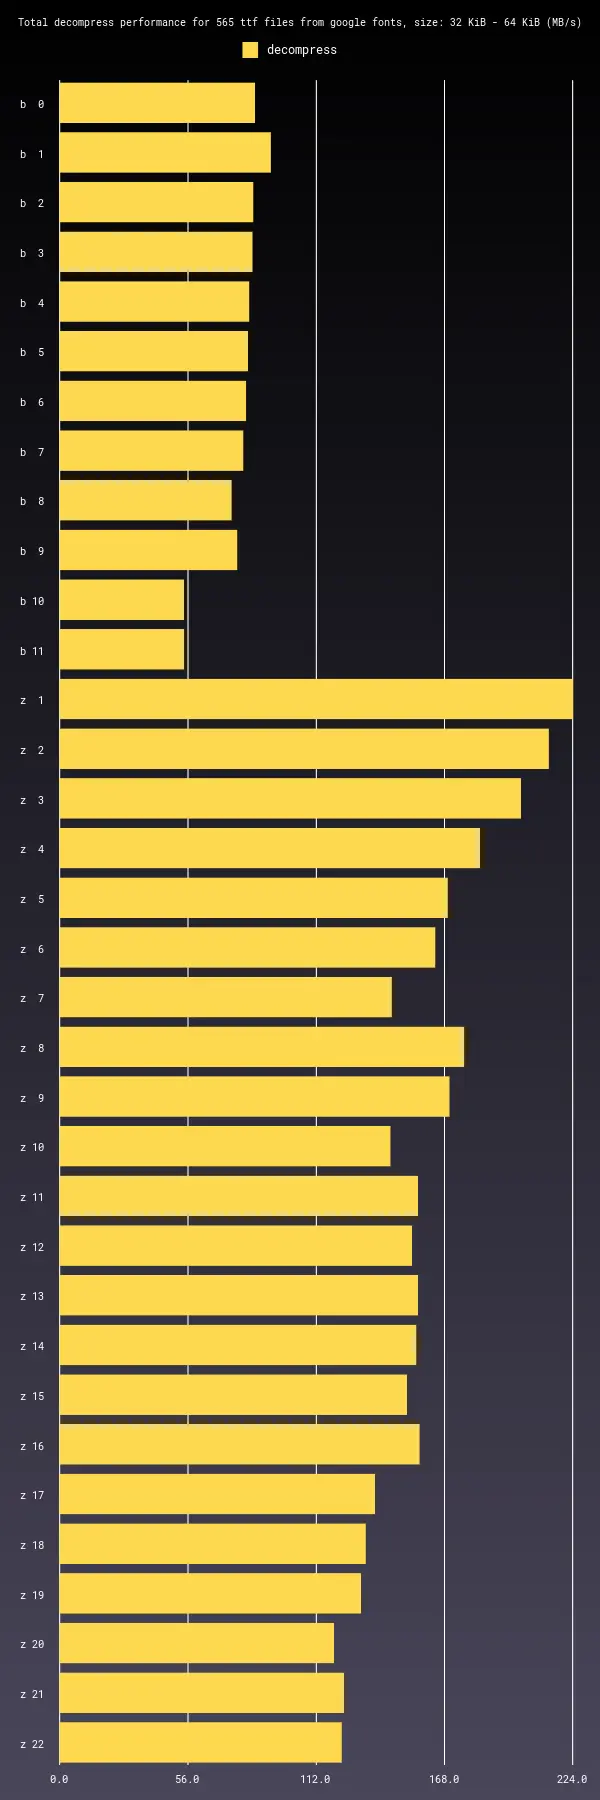 Total decompress performance for 565 ttf files from google fonts, size: 32 KiB - 64 KiB (MB/s)
decompress
b 0
b 1
b 2
b 3
b 4
b 5
b 6
b 7
b 8
b 9
b 10
b 11
z 1
z 2
z 3
z 4
z 5
z 6
z 7
z 8
z 9
z 10
z 11
z 12
z 13
z 14
z 15
z 16
z 17
z 18
z 19
z 20
z 21
z 22
0.0 56.0 112.0 168.0 224.0